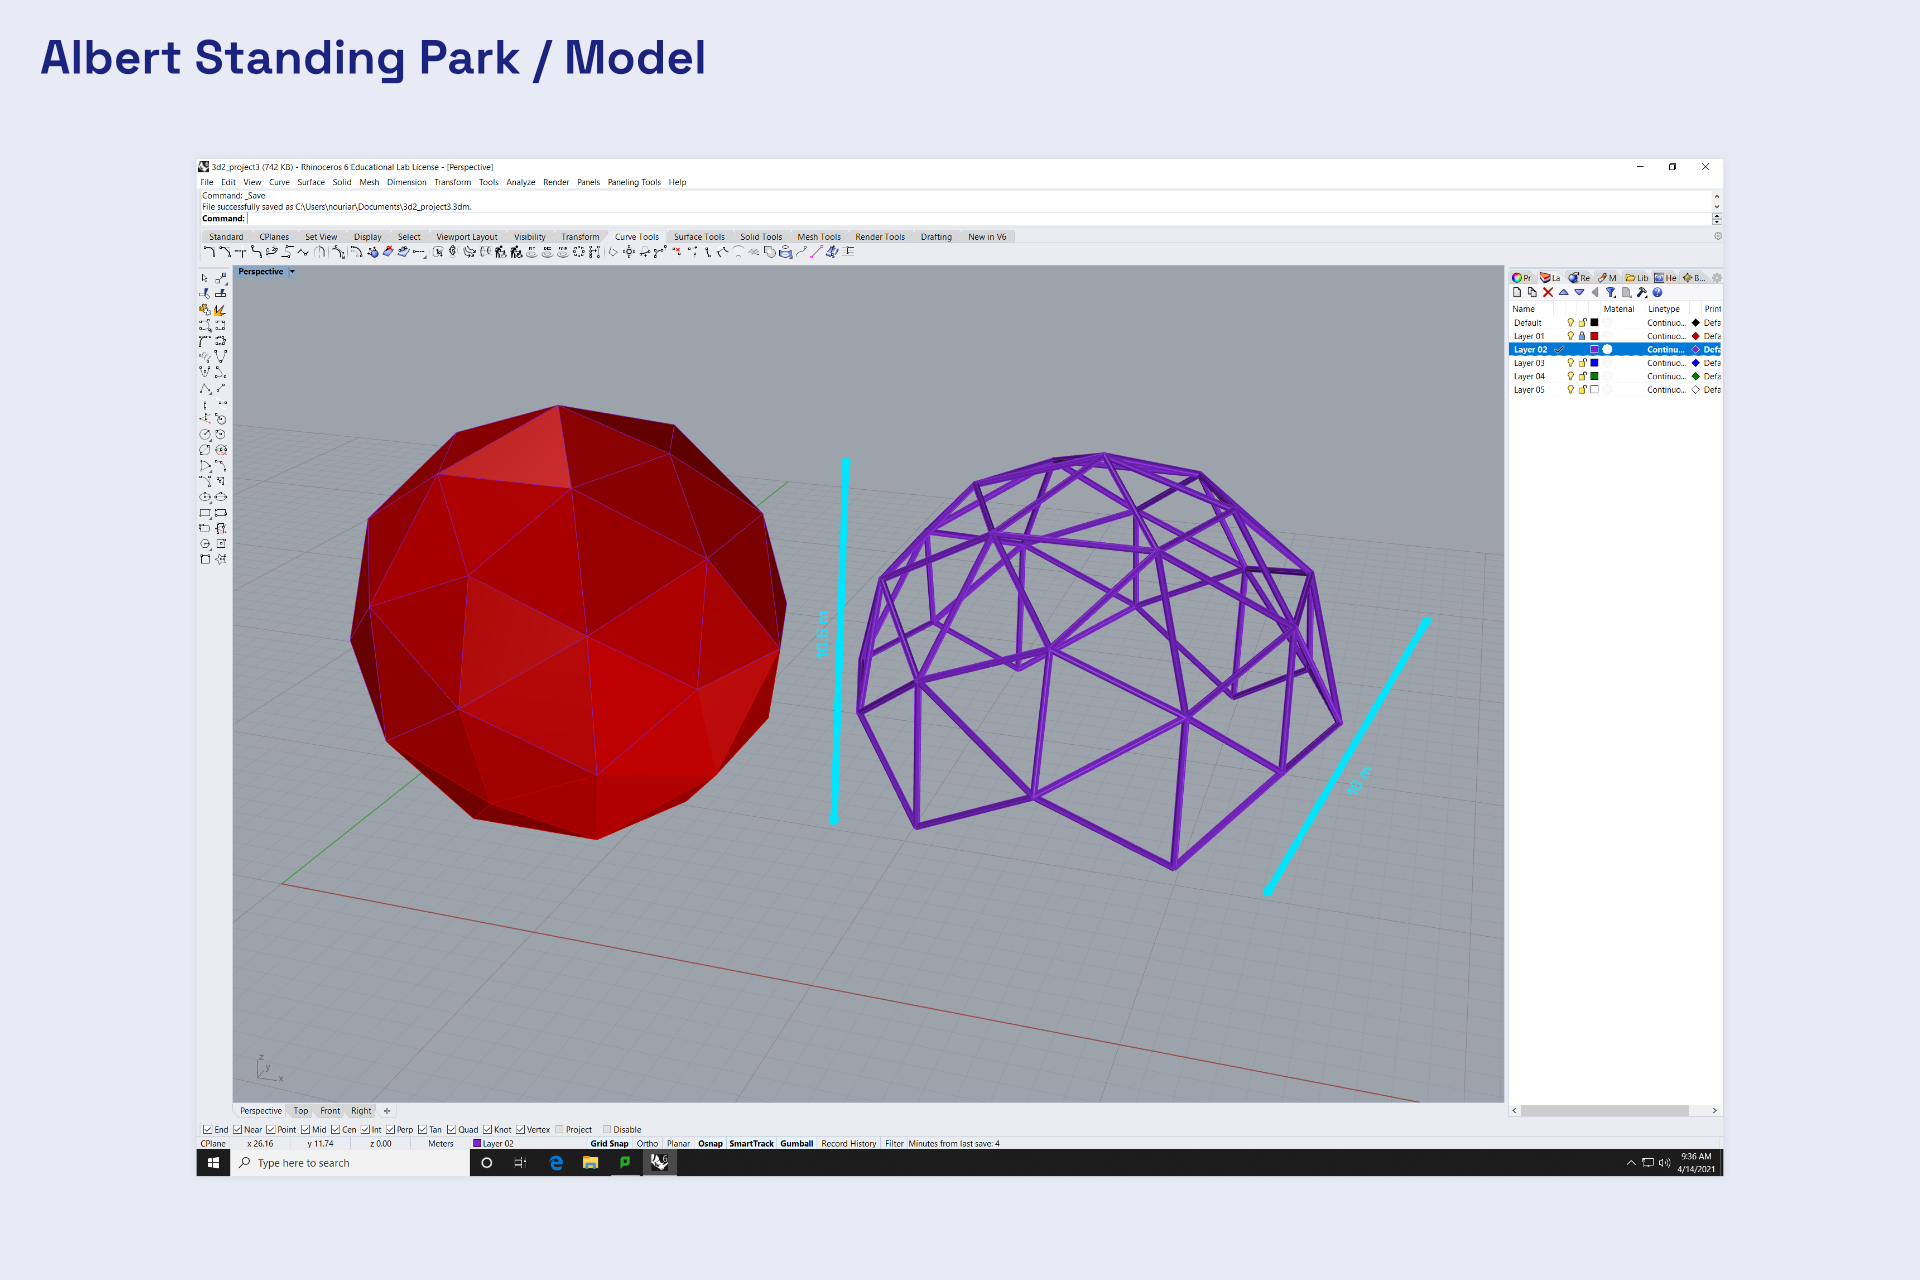 Albert Standing Park / Model
3d2_project3 (742 KB) - Rhinoceros 6 Educational Lab License - [Perspective]
File Edit View Curve Surface Solid Mesh Dimension Transform Tools Analyze Render Panels Paneling Tools Help
Command: _Save
File successfully saved as C:\Users\nouriar\Documents\3d2_project3.3dm.
Command:
Standard CPlanes Set View Display Select Viewport Layout Visibility Transform Curve Tools Surface Tools Solid Tools Mesh Tools Render Tools Drafting New in V6
Perspective
Pr La Re M Lib He B...
Name Material Linetype Print
Default Continuo... Defa
Layer 01 Continuo... Defa
Layer 02 Continu... Defa
Layer 03 Continuo... Defa
Layer 04 Continuo... Defa
Layer 05 Continuo... Defa
z
y
x
Perspective Top Front Right
End Near Point Mid Cen Int Perp Tan Quad Knot Vertex Project Disable
CPlane x 26.16 y 11.74 z 0.00 Meters Layer 02 Grid Snap Ortho Planar Osnap SmartTrack Gumball Record History Filter Minutes from last save: 4
Type here to search
9:36 AM
4/14/2021